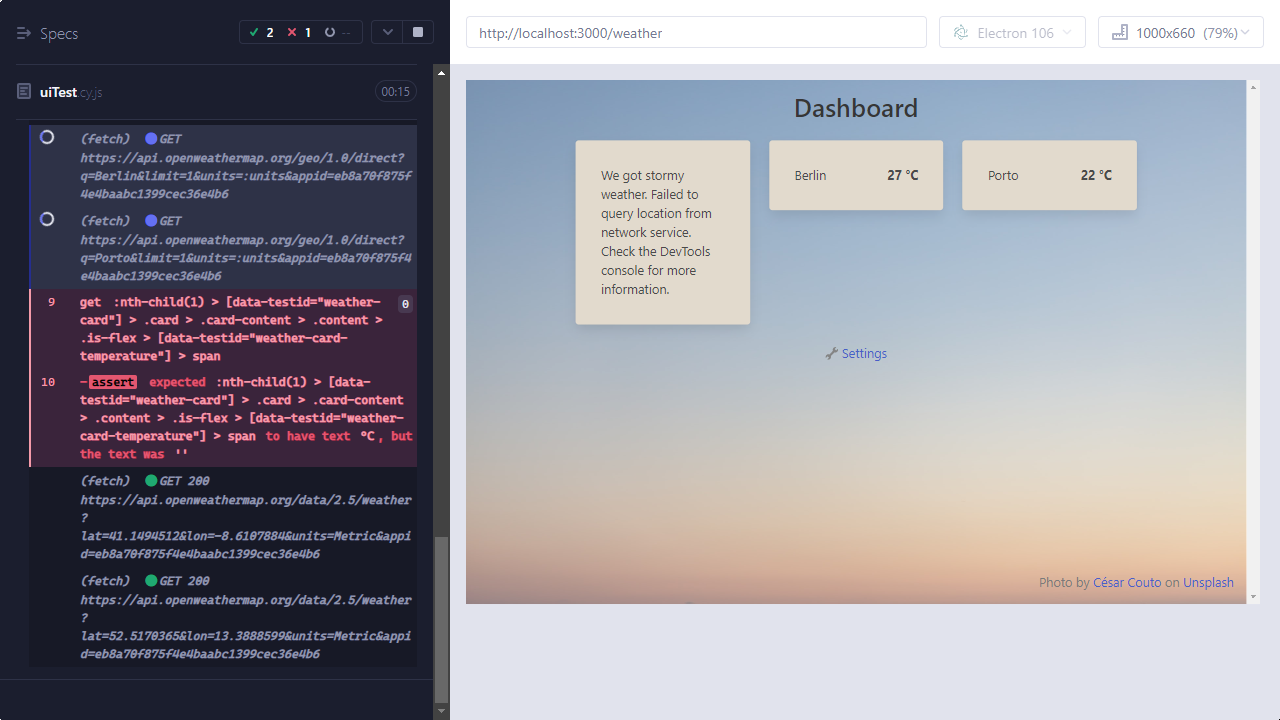 Specs
2 1 --
uiTest.cy.js
00:15
(fetch) GET
https://api.openweathermap.org/geo/1.0/direct?
q=Berlin&limit=1&units=:units&appid=eb8a70f875f
4e4baabc1399cec36e4b6
(fetch) GET
https://api.openweathermap.org/geo/1.0/direct?
q=Porto&limit=1&units=:units&appid=eb8a70f875f4
e4baabc1399cec36e4b6
9 get :nth-child(1) > [data-testid="weather-
card"] > .card > .card-content > .content >
.is-flex > [data-testid="weather-card-
temperature"] > span
0
10 -assert expected :nth-child(1) > [data-
testid="weather-card"] > .card > .card-content
> .content > .is-flex > [data-testid="weather-
card-temperature"] > span to have text °C, but
the text was ''
(fetch) GET 200
https://api.openweathermap.org/data/2.5/weather
?
lat=41.1494512&lon=-8.6107884&units=Metric&appi
d=eb8a70f875f4e4baabc1399cec36e4b6
(fetch) GET 200
https://api.openweathermap.org/data/2.5/weather
?
lat=52.5170365&lon=13.3888599&units=Metric&appi
d=eb8a70f875f4e4baabc1399cec36e4b6
http://localhost:3000/weather
Electron 106
1000x660 (79%)
Dashboard
We got stormy
weather. Failed to
query location from
network service.
Check the DevTools
console for more
information.
Berlin 27 °C
Porto 22 °C
Settings
Photo by César Couto on Unsplash